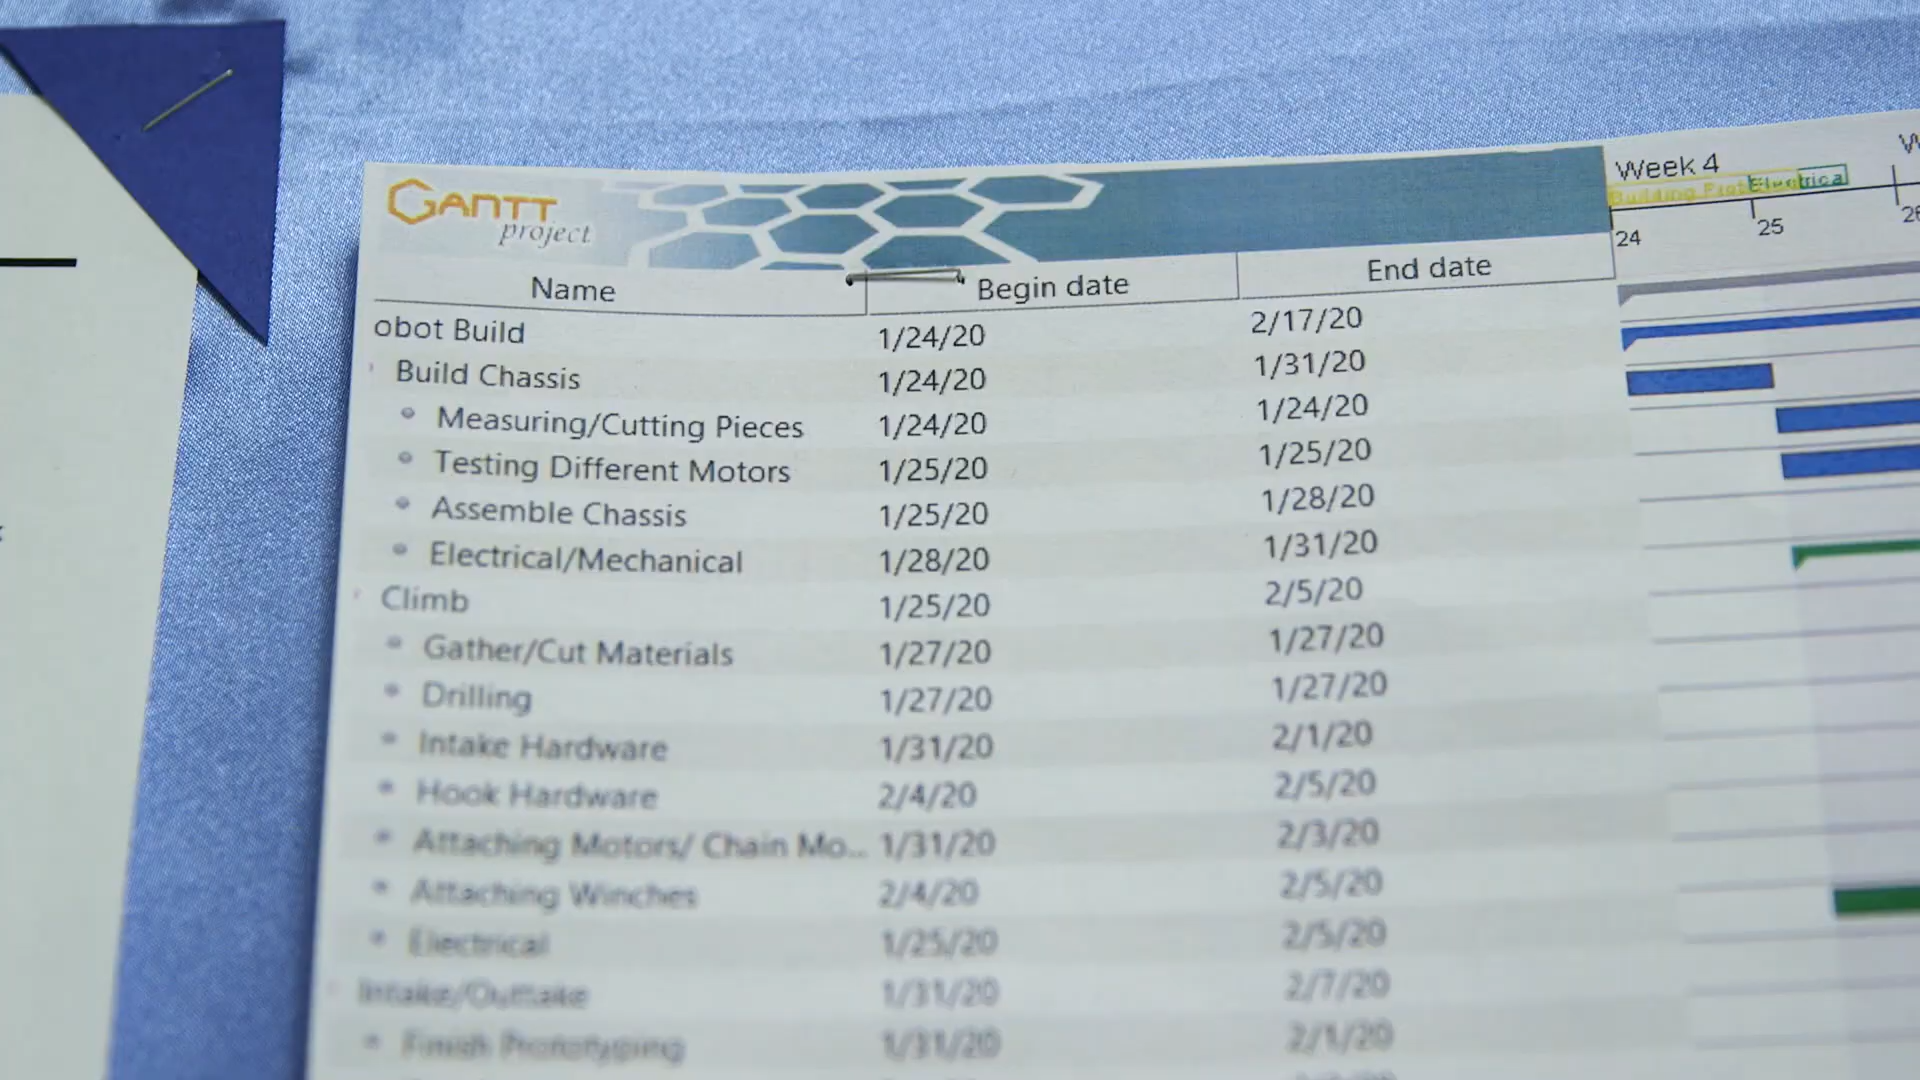 GANTT
project
Week 4
Electrical
24 25
Name Begin date End date
obot Build 1/24/20 2/17/20
Build Chassis 1/24/20 1/31/20
Measuring/Cutting Pieces 1/24/20 1/24/20
Testing Different Motors 1/25/20 1/25/20
Assemble Chassis 1/25/20 1/28/20
Electrical/Mechanical 1/28/20 1/31/20
Climb 1/25/20 2/5/20
Gather/Cut Materials 1/27/20 1/27/20
Drilling 1/27/20 1/27/20
Intake Hardware 1/31/20 2/1/20
Hook Hardware 2/4/20 2/5/20
Attaching Motors/ Chain Mo... 1/31/20 2/3/20
Attaching Winches 2/4/20 2/5/20
Electrical 1/25/20 2/5/20
Intake/Outtake 1/31/20 2/7/20
Finish Prototyping 1/31/20 2/1/20